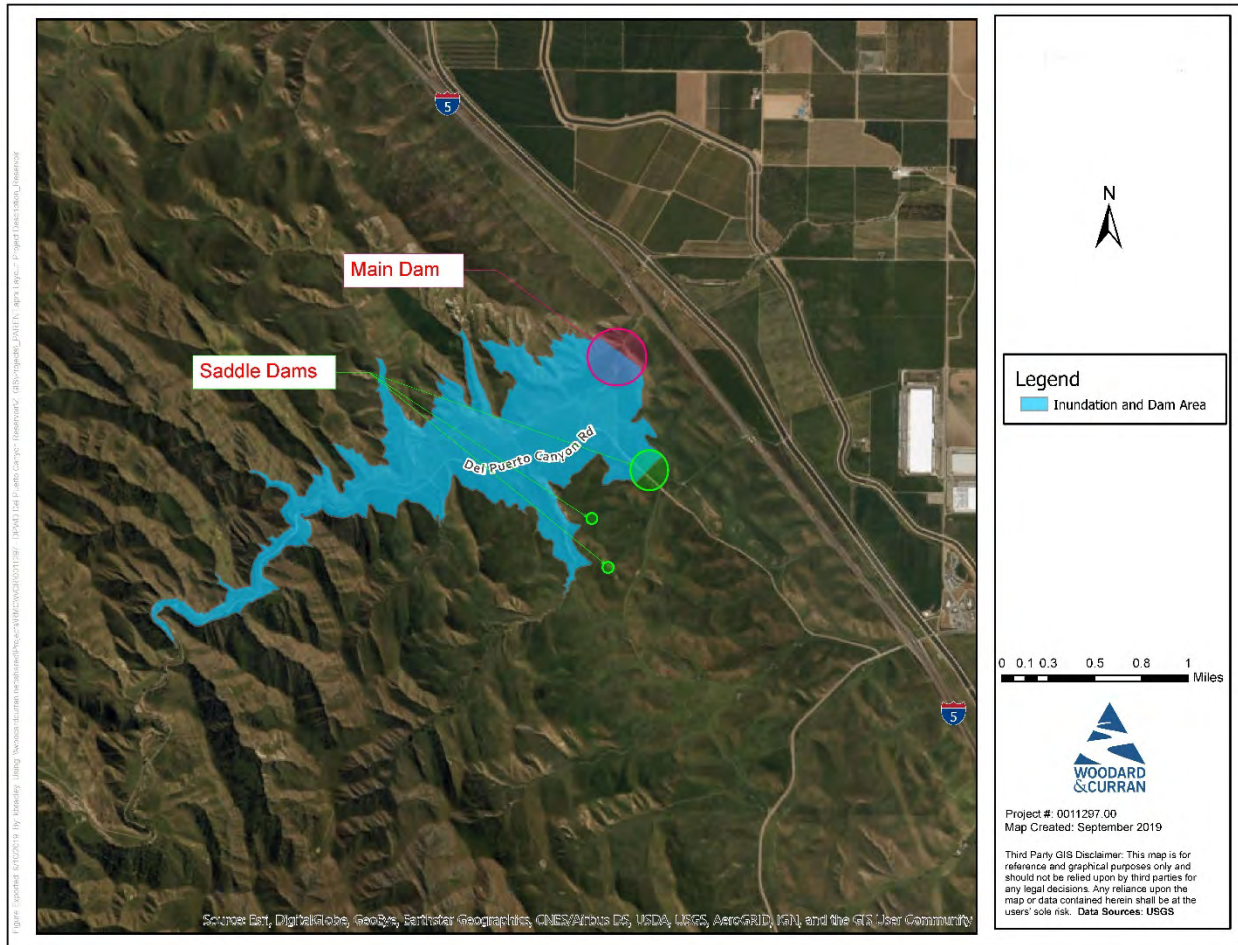 5
Main Dam
Saddle Dams
Del Puerto Canyon Rd
5
Source: Esri, DigitalGlobe, GeoEye, Earthstar Geographics, CNES/Airbus DS, USDA, USGS, AeroGRID, IGN, and the GIS User Community
N
Legend
Inundation and Dam Area
0 0.1 0.3 0.5 0.8 1
Miles
WOODARD
&CURRAN
Project #: 0011297.00
Map Created: September 2019
Third Party GIS Disclaimer: This map is for
reference and graphical purposes only and
should not be relied upon by third parties for
any legal decisions. Any reliance upon the
map or data contained herein shall be at the
users' sole risk. Data Sources: USGS